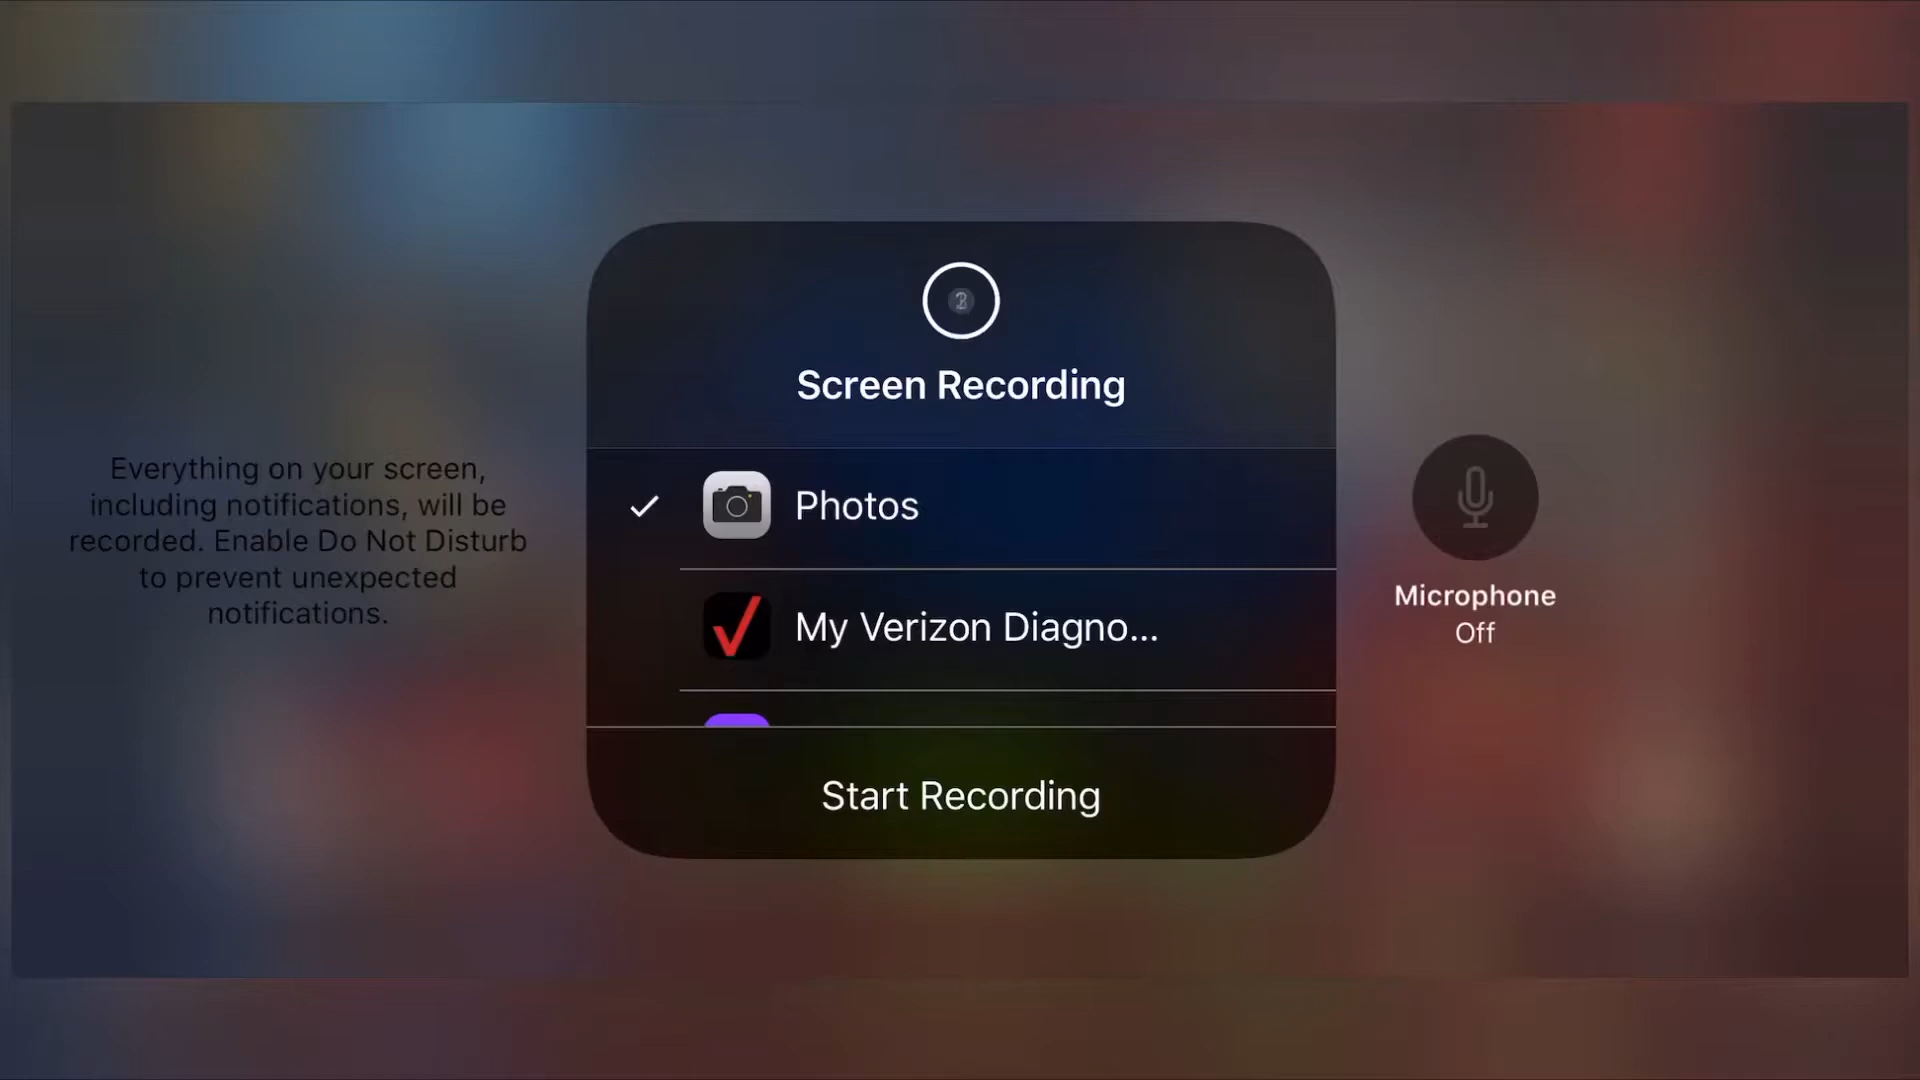 Screen Recording
Everything on your screen,
including notifications, will be
recorded. Enable Do Not Disturb
to prevent unexpected
notifications.
Photos
My Verizon Diagno...
Microphone
Off
Start Recording